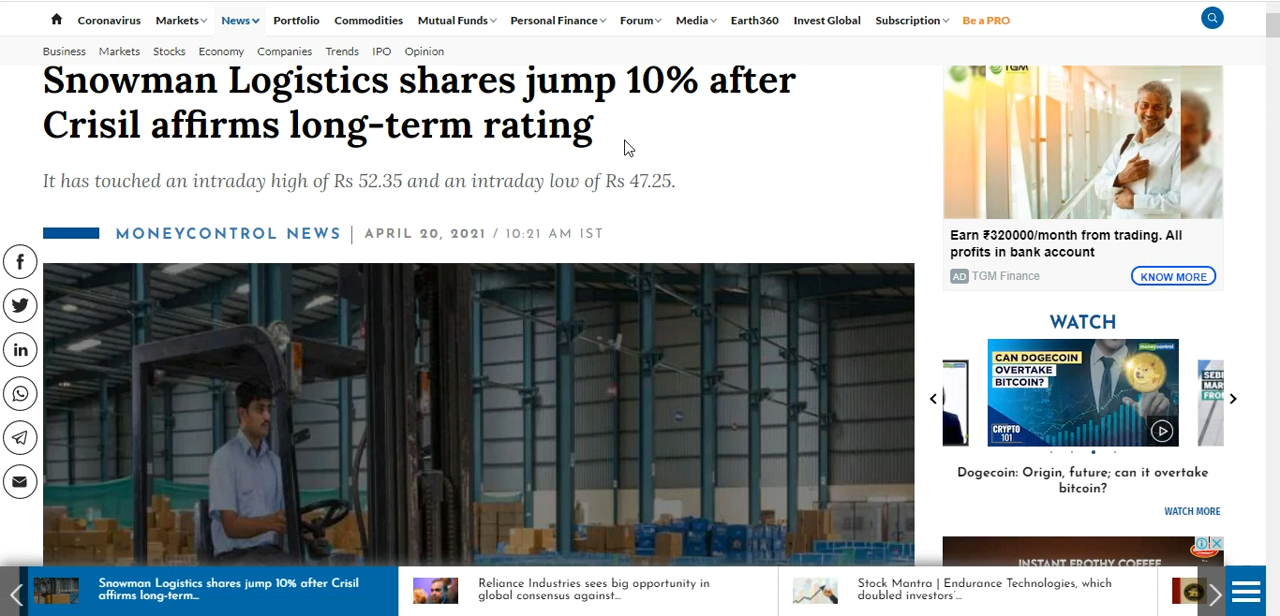 Coronavirus Markets News Portfolio Commodities Mutual Funds Personal Finance Forum Media Earth360 Invest Global Subscription Be a PRO
Business Markets Stocks Economy Companies Trends IPO Opinion
Snowman Logistics shares jump 10% after
Crisil affirms long-term rating
It has touched an intraday high of Rs 52.35 and an intraday low of Rs 47.25.
MONEYCONTROL NEWS | APRIL 20, 2021 / 10:21 AM IST
TGM
Earn ₹320000/month from trading. All
profits in bank account
AD TGM Finance
KNOW MORE
WATCH
moneycontrol
CAN DOGECOIN
OVERTAKE
BITCOIN?
CRYPTO
101
SEBI
MAR
FRO
Dogecoin: Origin, future; can it overtake
bitcoin?
WATCH MORE
INSTANT FROTHY COFFEE
Snowman Logistics shares jump 10% after Crisil
affirms long-term...
Reliance Industries sees big opportunity in
global consensus against...
Stock Mantra | Endurance Technologies, which
doubled investors'...